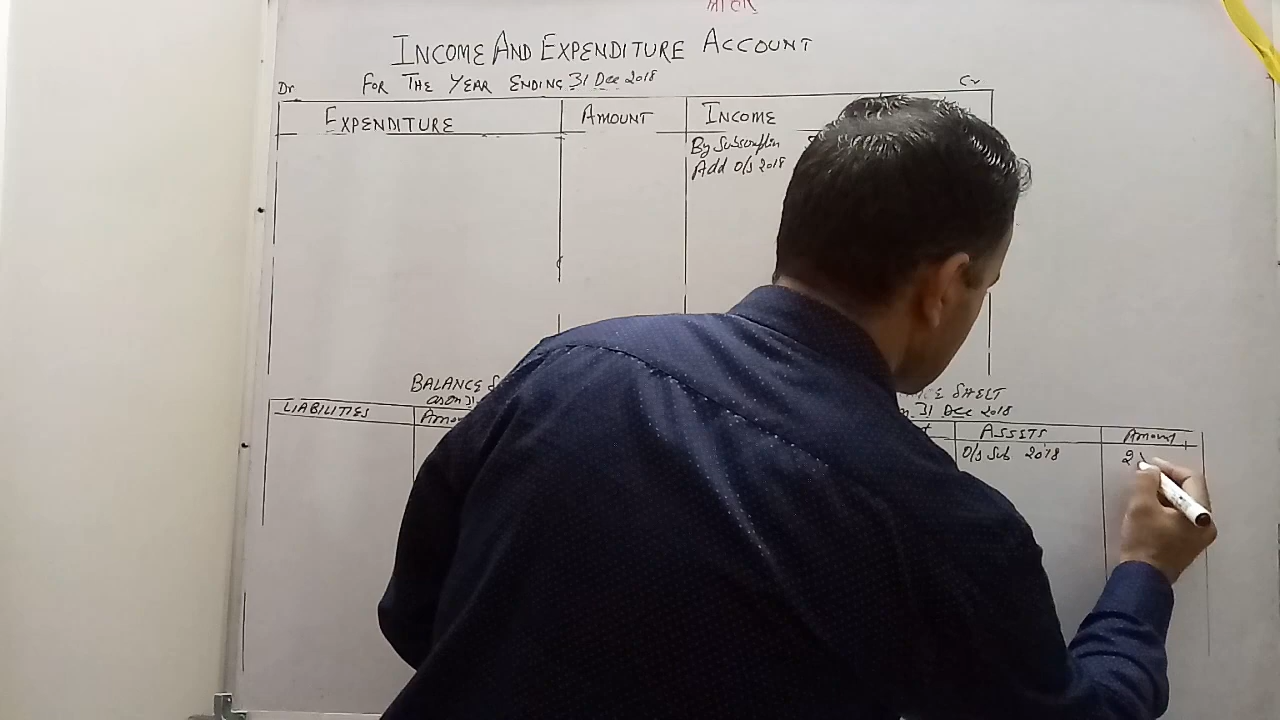 INCOME AND EXPENDITURE ACCOUNT
FOR THE YEAR ENDING 31 Dec 2018
Dr
Cr
EXPENDITURE AMOUNT INCOME
By Subscription
Add O/s 2018
BALANCE
as on 31
LIABILITIES
SHEET
31 Dec 2018
ASSETS Amount
O/s Sub 2018 2